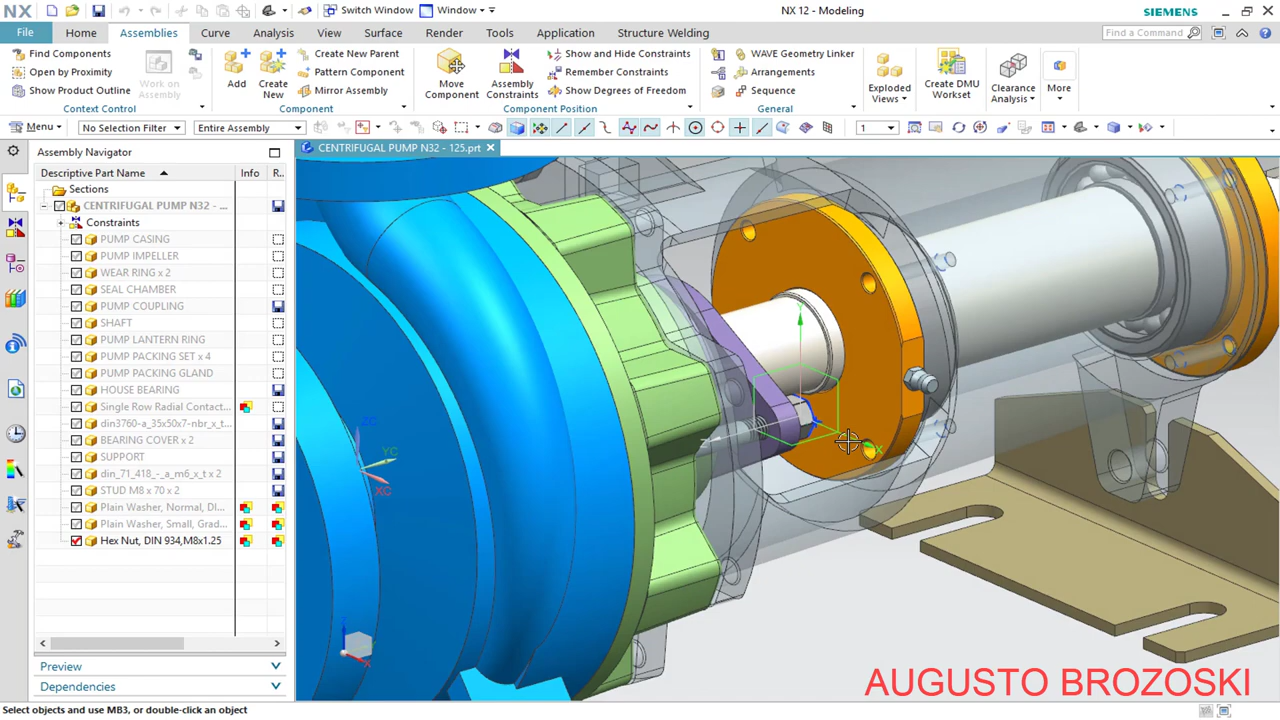 NX
Switch Window
Window
NX 12 - Modeling
SIEMENS
File
Home
Assemblies
Curve
Analysis
View
Surface
Render
Tools
Application
Structure Welding
Find a Command
Find Components
Open by Proximity
Show Product Outline
Work on Assembly
Context Control
Add
Create New
Create New Parent
Pattern Component
Mirror Assembly
Component
Move Component
Assembly Constraints
Show and Hide Constraints
Remember Constraints
Show Degrees of Freedom
Component Position
WAVE Geometry Linker
Arrangements
Sequence
General
Exploded Views
Create DMU Workset
Clearance Analysis
More
Menu
No Selection Filter
Entire Assembly
1
Assembly Navigator
CENTRIFUGAL PUMP N32 - 125.prt
Descriptive Part Name
Info
R..
Sections
CENTRIFUGAL PUMP N32 - ...
Constraints
PUMP CASING
PUMP IMPELLER
WEAR RING x 2
SEAL CHAMBER
PUMP COUPLING
SHAFT
PUMP LANTERN RING
PUMP PACKING SET x 4
PUMP PACKING GLAND
HOUSE BEARING
Single Row Radial Contact...
din3760-a_35x50x7-nbr_x_t...
BEARING COVER x 2
SUPPORT
din_71_418_-_a_m6_x_t x 2
STUD M8 x 70 x 2
Plain Washer, Normal, DI...
Plain Washer, Small, Grad...
Hex Nut, DIN 934,M8x1.25
Preview
Dependencies
ZC
YC
XC
X
Y
X
AUGUSTO BROZOSKI
Select objects and use MB3, or double-click an object